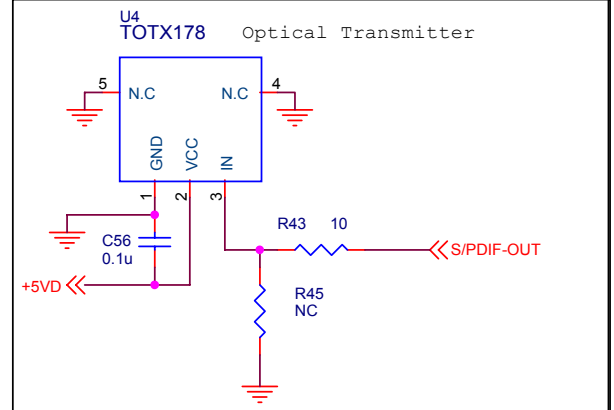 U4
TOTX178 Optical Transmitter
5 N.C N.C 4
GND VCC IN
1 2 3
R43 10
C56
0.1u
S/PDIF-OUT
+5VD
R45
NC